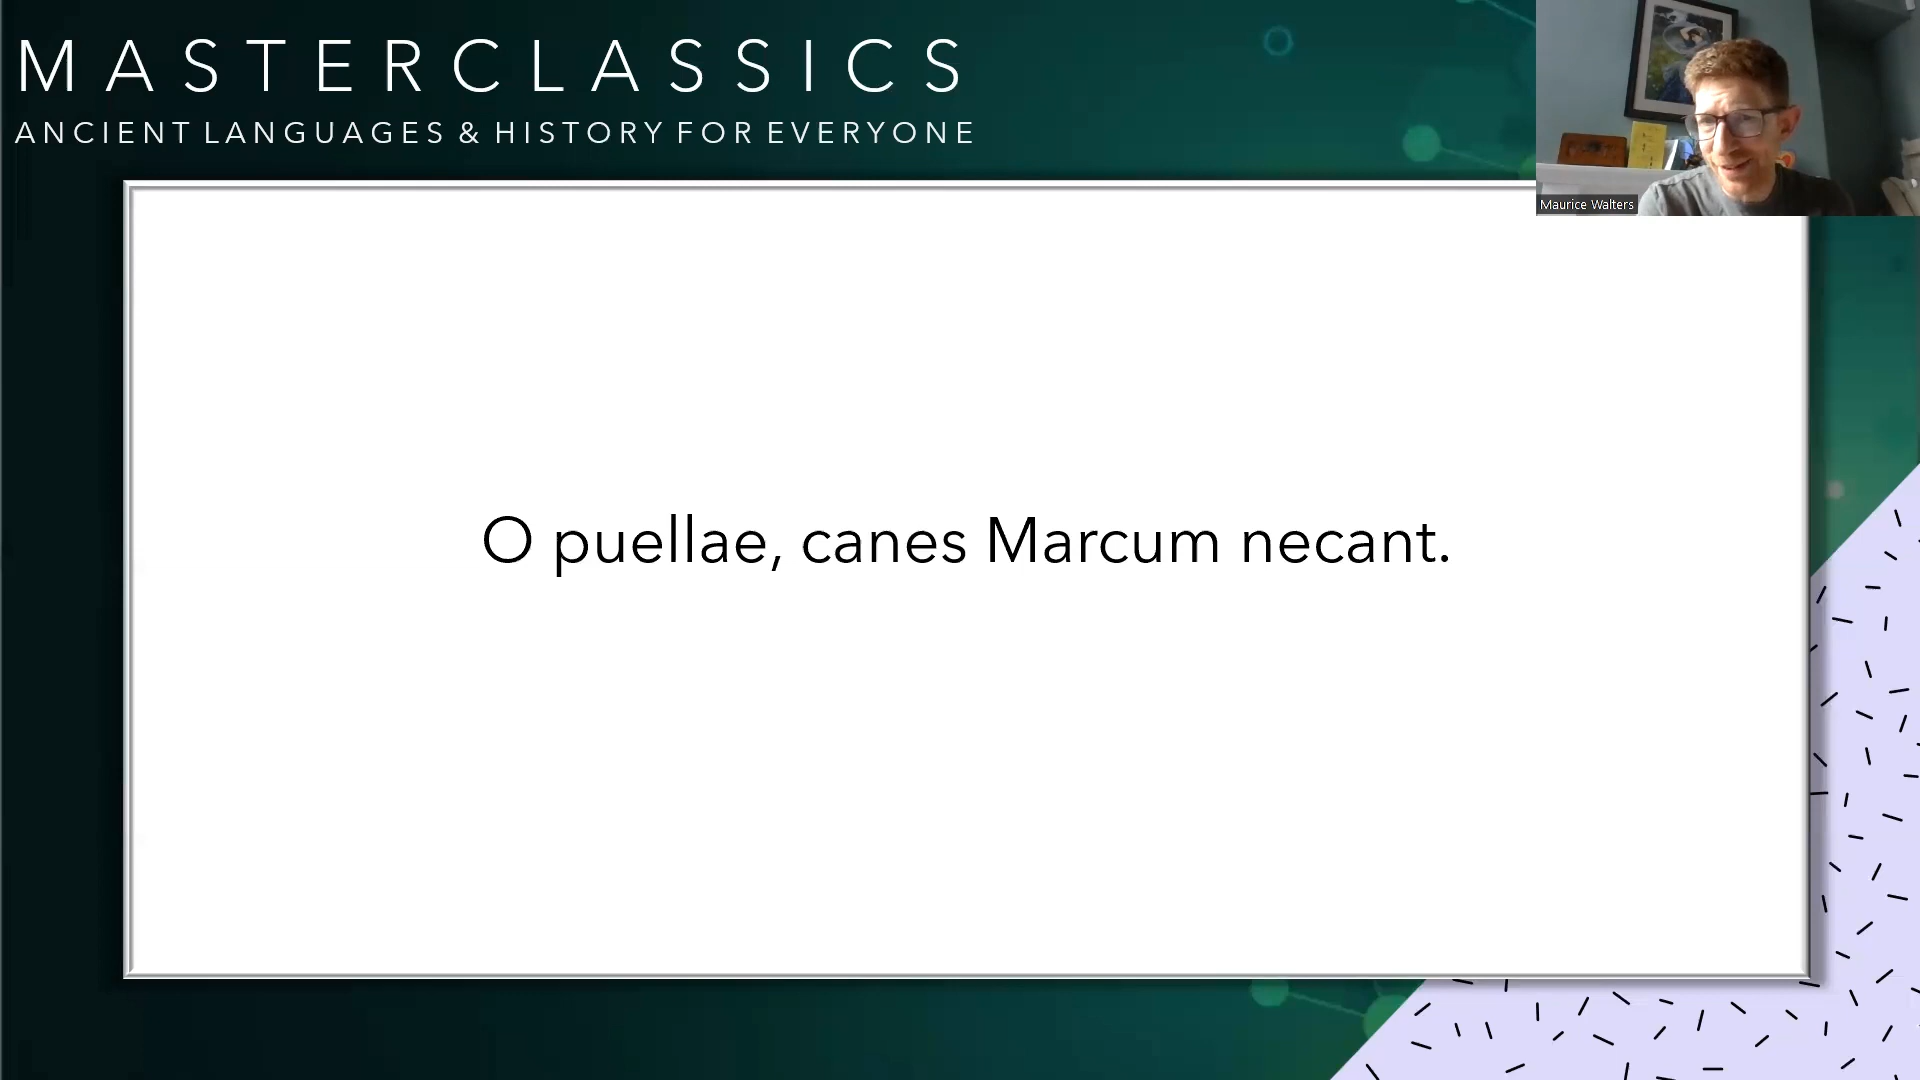 MASTERCLASSICS
ANCIENT LANGUAGES & HISTORY FOR EVERYONE
Maurice Walters
O puellae, canes Marcum necant.